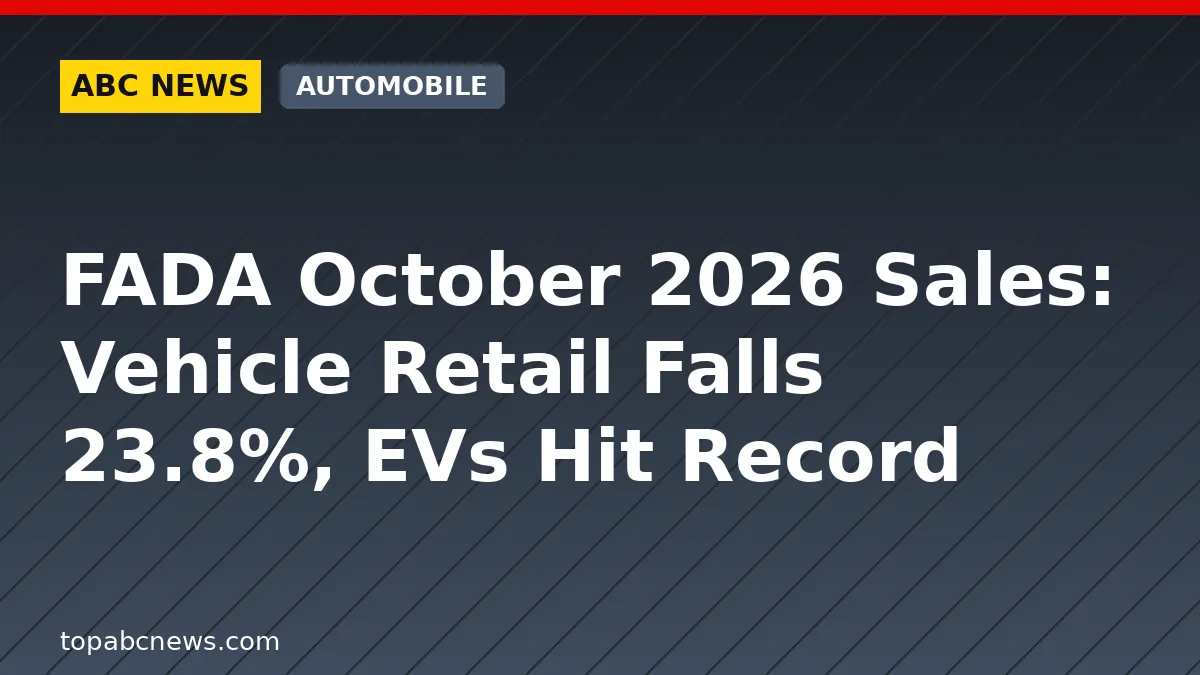 ABC NEWS
AUTOMOBILE
FADA October 2026 Sales:
Vehicle Retail Falls
23.8%, EVs Hit Record
topabcnews.com